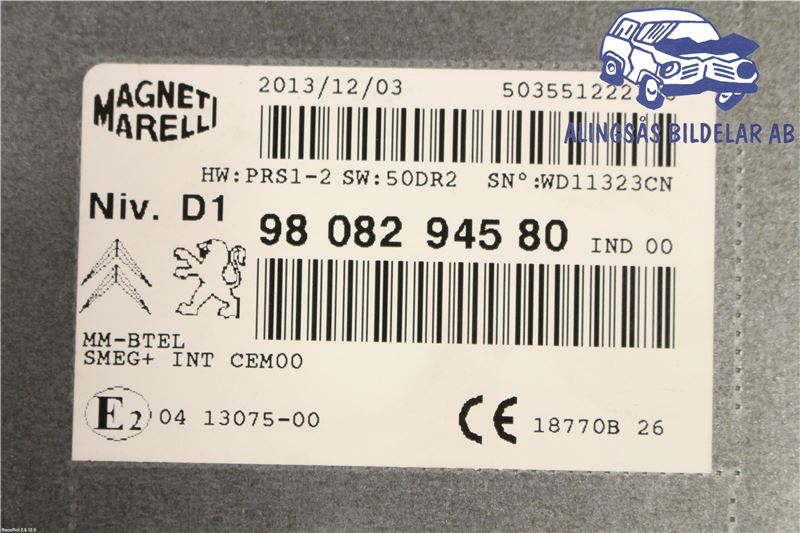 MAGNETI
MARELLI
2013/12/03
ALINGSÅS BILDELAR AB
HW:PRS1-2 SW:50DR2 SN°:WD11323CN
Niv. D1
98 082 945 80 IND 00
MM-BTEL
SMEG+ INT CEM00
E2 04 13075-00
CE 18770B 26